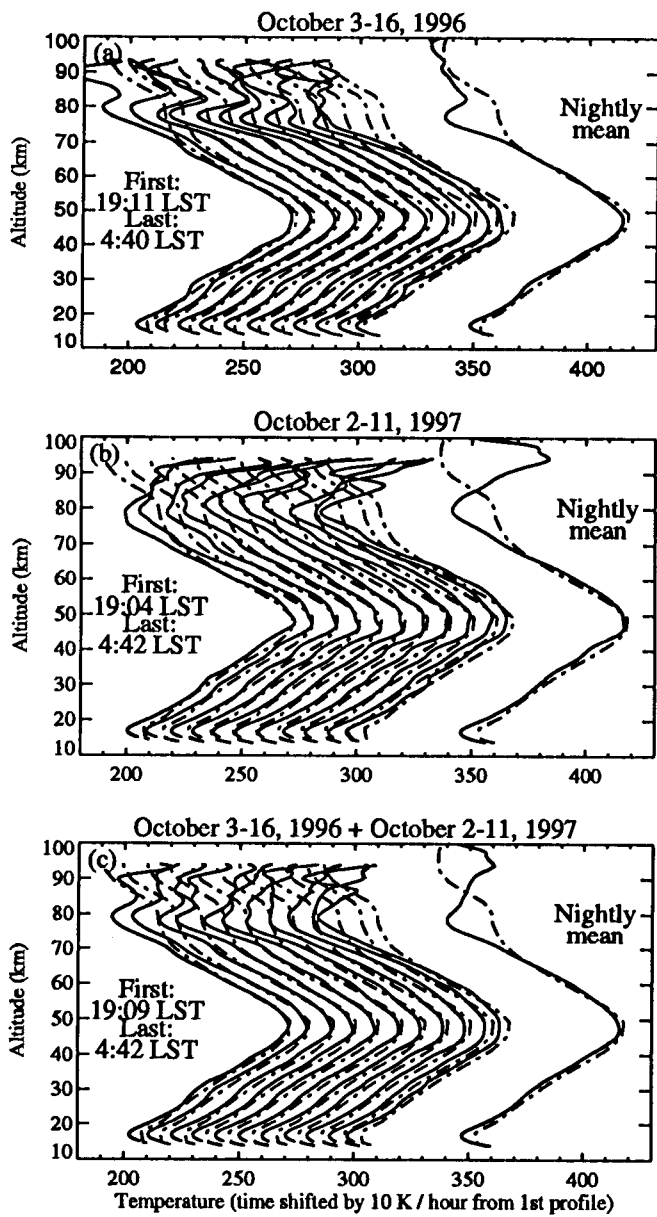 October 3-16, 1996
100
(a)
90
80
70
60
50
40
30
20
10
Altitude (km)
Nightly
mean
First:
19:11 LST
Last:
4:40 LST
200 250 300 350 400
October 2-11, 1997
100
(b)
90
80
70
60
50
40
30
20
10
Altitude (km)
Nightly
mean
First:
19:04 LST
Last:
4:42 LST
200 250 300 350 400
October 3-16, 1996 + October 2-11, 1997
100
(c)
90
80
70
60
50
40
30
20
10
Altitude (km)
Nightly
mean
First:
19:09 LST
Last:
4:42 LST
200 250 300 350 400
Temperature (time shifted by 10 K / hour from 1st profile)